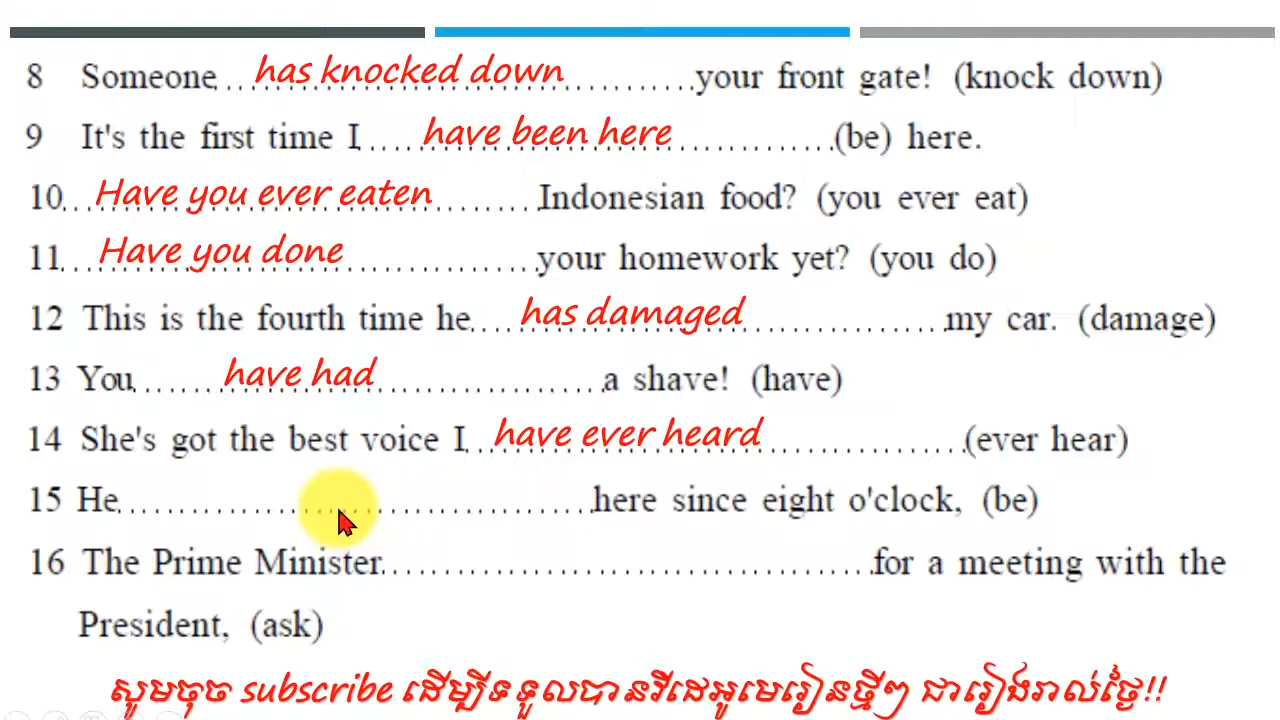 8 Someone....has knocked down............your front gate! (knock down)
9 It's the first time I....have been here............(be) here.
10...Have you ever eaten.......Indonesian food? (you ever eat)
11...Have you done............your homework yet? (you do)
12 This is the fourth time he....has damaged............my car. (damage)
13 You......have had...............a shave! (have)
14 She's got the best voice I..have ever heard............(ever hear)
15 He................................here since eight o'clock, (be)
16 The Prime Minister.................................for a meeting with the
President, (ask)
សូមចុច subscribe ដើម្បីទទួលបានវីដេអូមេរៀនថ្មីៗ ជារៀងរាល់ថ្ងៃ!!